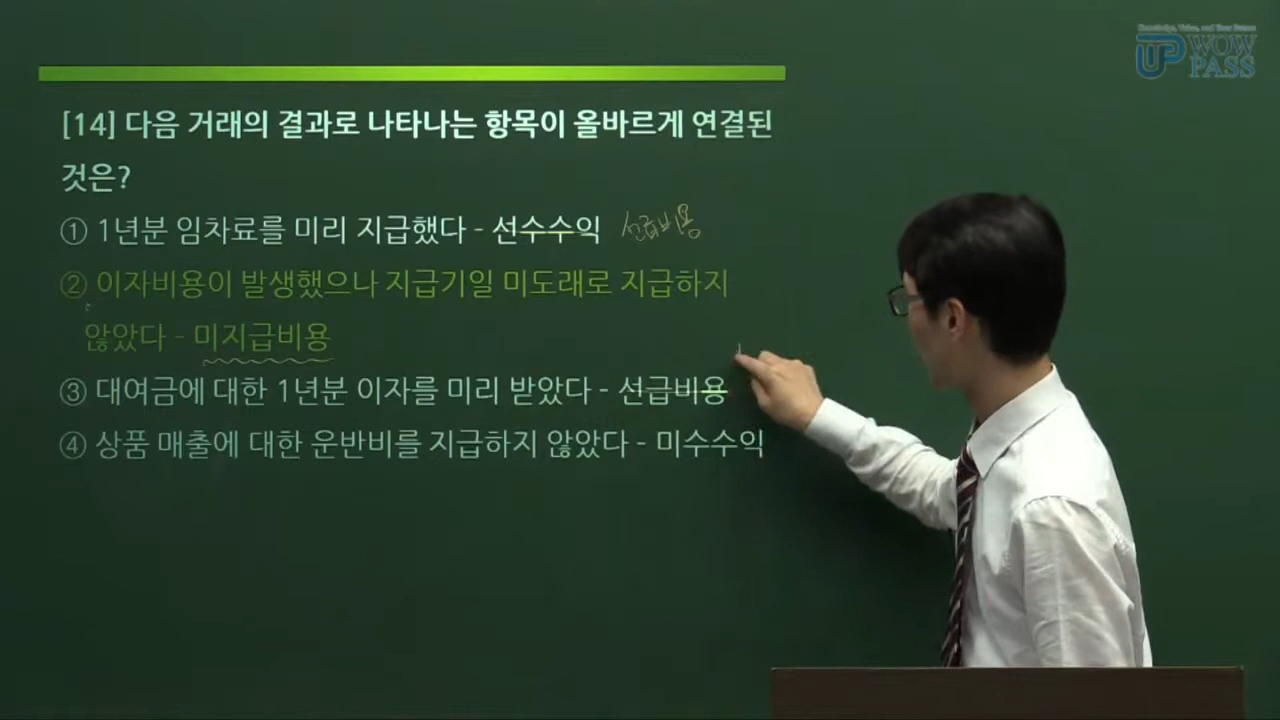 Knowledge, Value, and Your Future
UP WOW
PASS
[14] 다음 거래의 결과로 나타나는 항목이 올바르게 연결된
것은?
① 1년분 임차료를 미리 지급했다 - 선수수익 선급비용
② 이자비용이 발생했으나 지급기일 미도래로 지급하지
않았다 - 미지급비용
③ 대여금에 대한 1년분 이자를 미리 받았다 - 선급비용
④ 상품 매출에 대한 운반비를 지급하지 않았다 - 미수수익